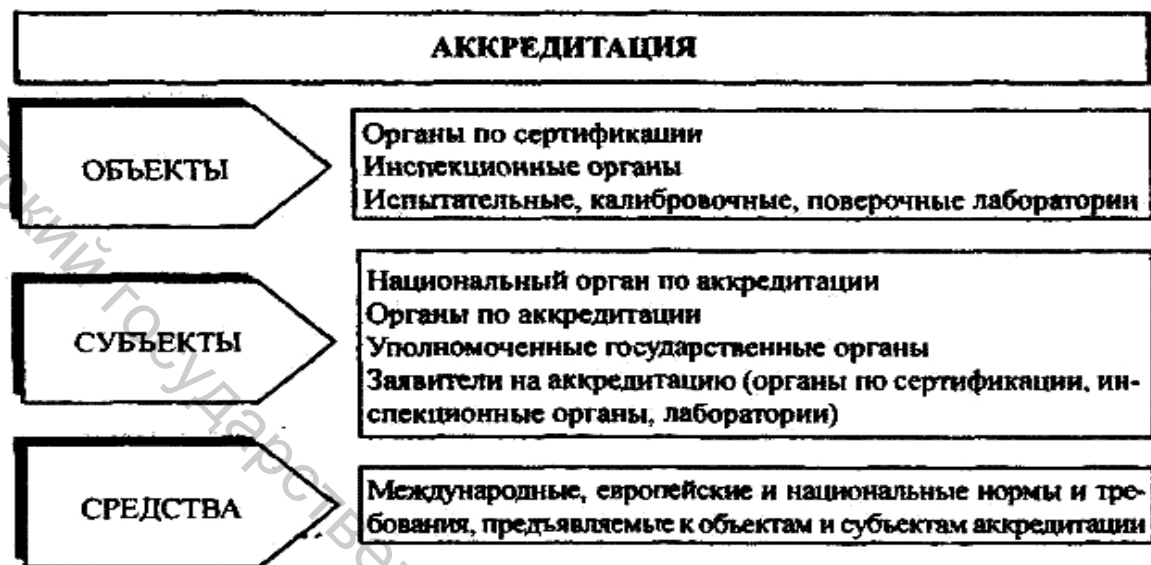 АККРЕДИТАЦИЯ
ОБЪЕКТЫ
Органы по сертификации
Инспекционные органы
Испытательные, калибровочные, поверочные лаборатории
СУБЪЕКТЫ
Национальный орган по аккредитации
Органы по аккредитации
Уполномоченные государственные органы
Заявители на аккредитацию (органы по сертификации, ин-
спекционные органы, лаборатории)
СРЕДСТВА
Международные, европейские и национальные нормы и тре-
бования, предъявляемые к объектам и субъектам аккредитации